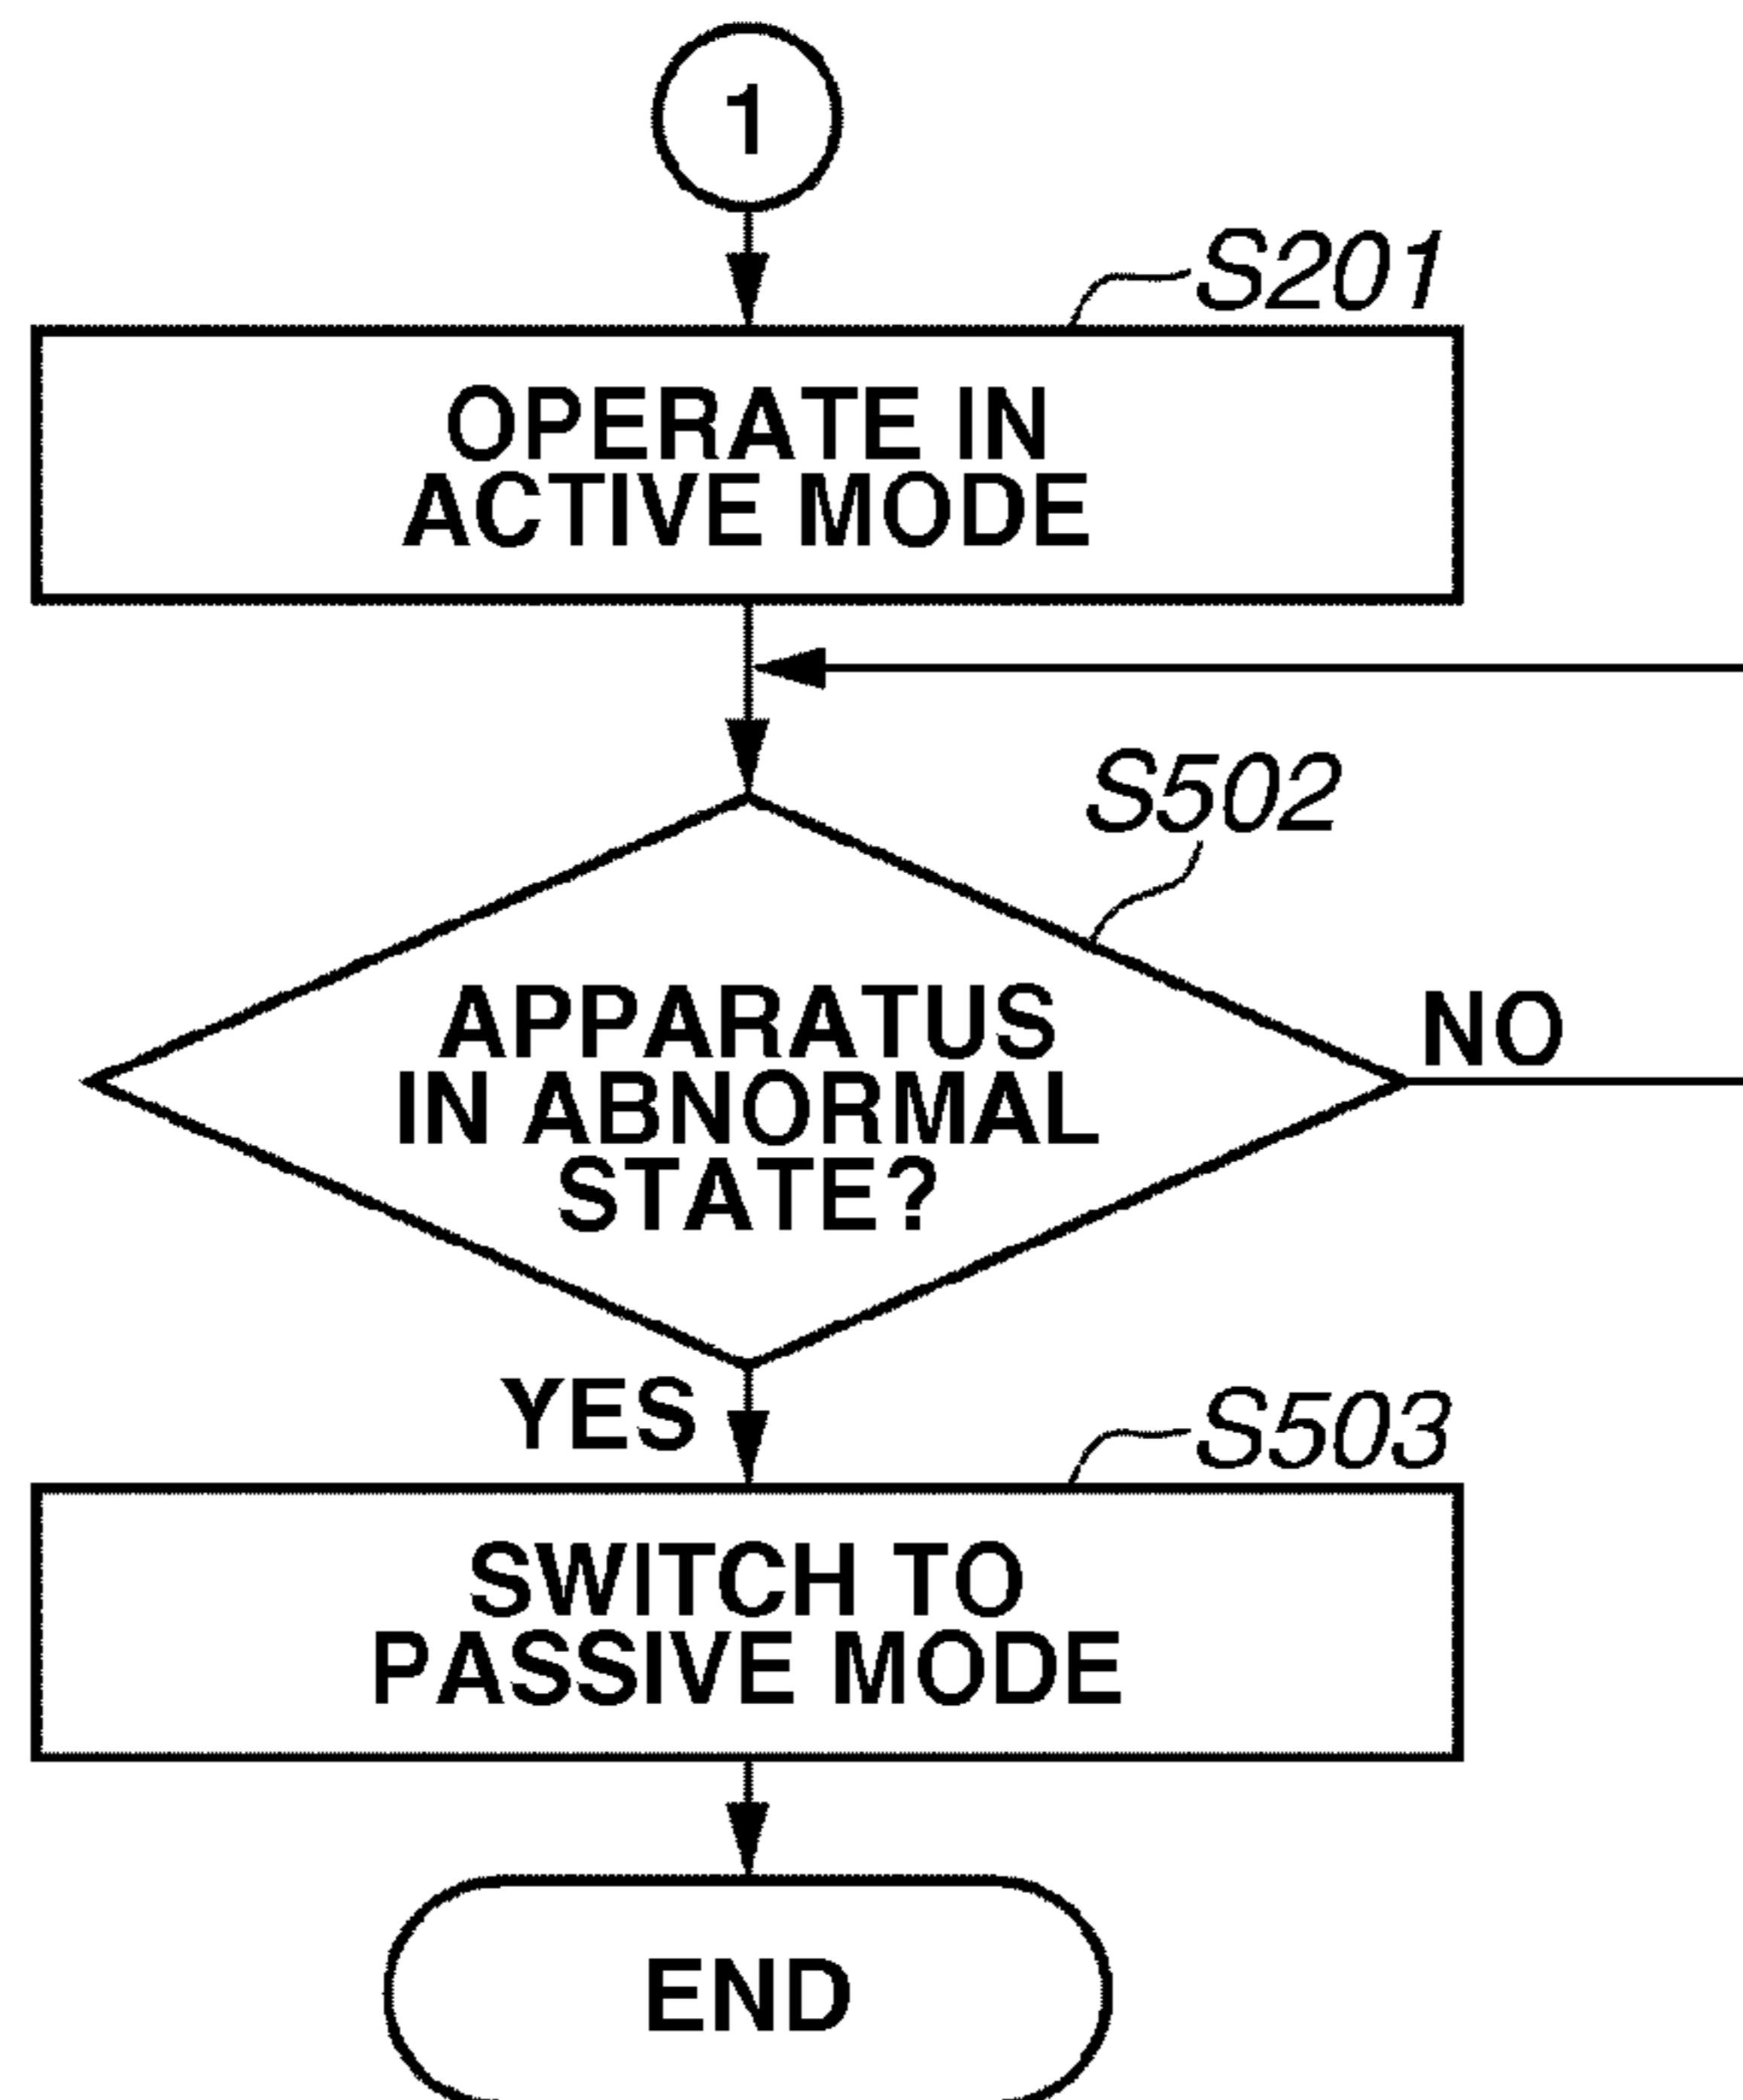 1
S201
OPERATE IN
ACTIVE MODE
S502
APPARATUS
IN ABNORMAL
STATE?
NO
YES
S503
SWITCH TO
PASSIVE MODE
END